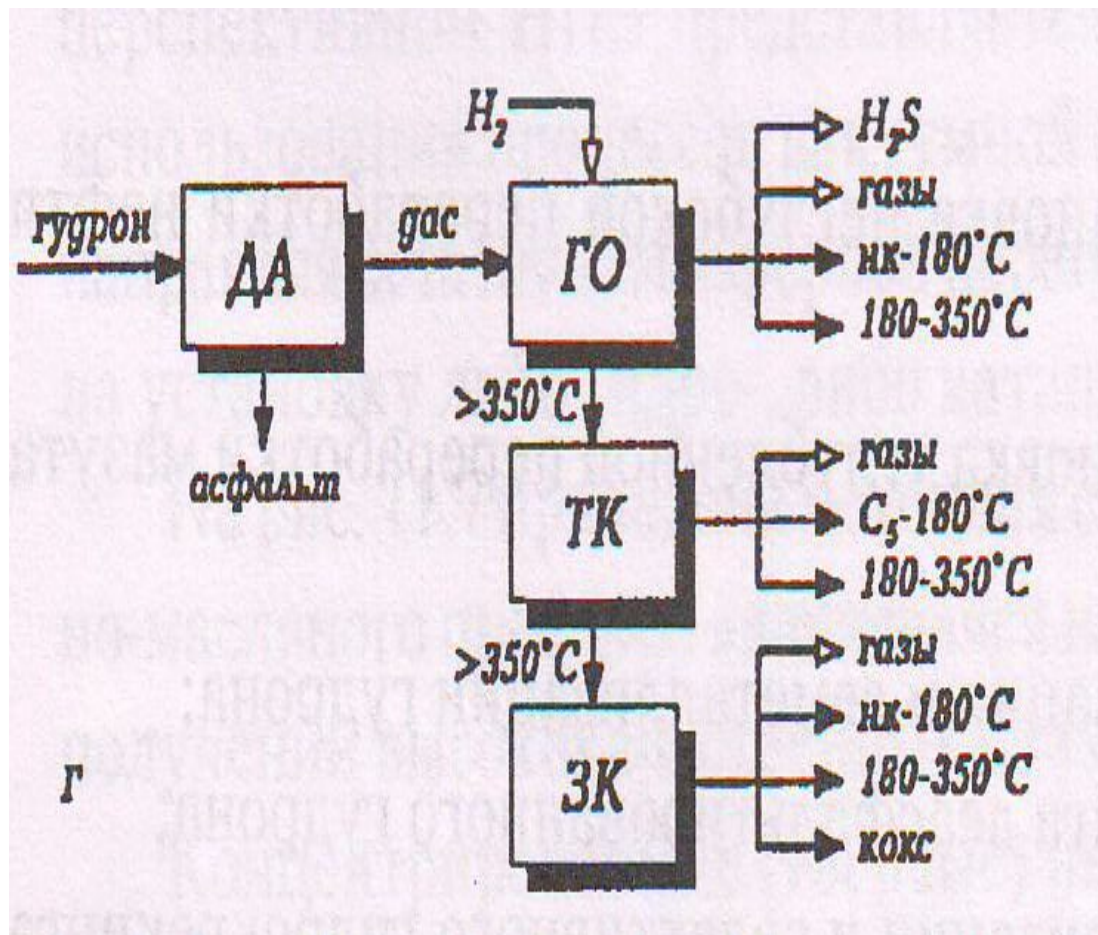 H₂
H₂S
газы
нк-180°C
180-350°C
гудрон
ДА
дас
ГО
асфальт
>350°C
ТК
газы
C₅-180°C
180-350°C
>350°C
ЗК
газы
нк-180°C
180-350°C
кокс
Г